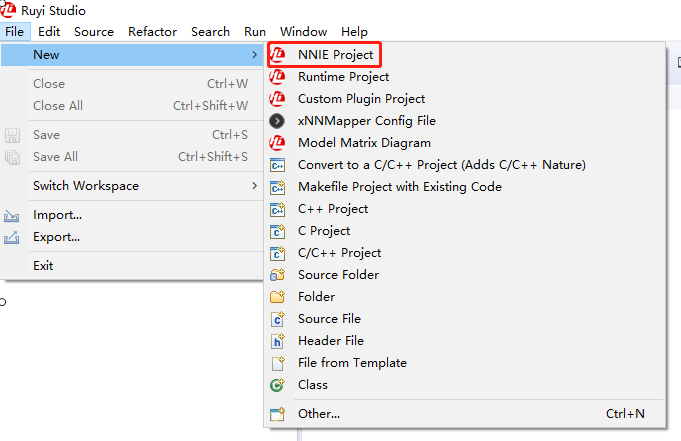 Ruyi Studio
File Edit Source Refactor Search Run Window Help
New
Close Ctrl+W
Close All Ctrl+Shift+W
Save Ctrl+S
Save All Ctrl+Shift+S
Switch Workspace
Import...
Export...
Exit
NNIE Project
Runtime Project
Custom Plugin Project
xNNMapper Config File
Model Matrix Diagram
Convert to a C/C++ Project (Adds C/C++ Nature)
Makefile Project with Existing Code
C++ Project
C Project
C/C++ Project
Source Folder
Folder
Source File
Header File
File from Template
Class
Other... Ctrl+N